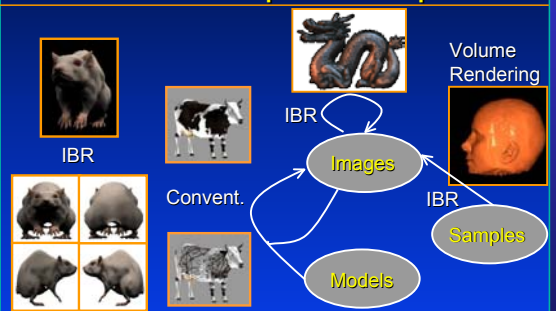 Volume
Rendering
IBR
IBR
Images
Convent.
IBR
Samples
Models